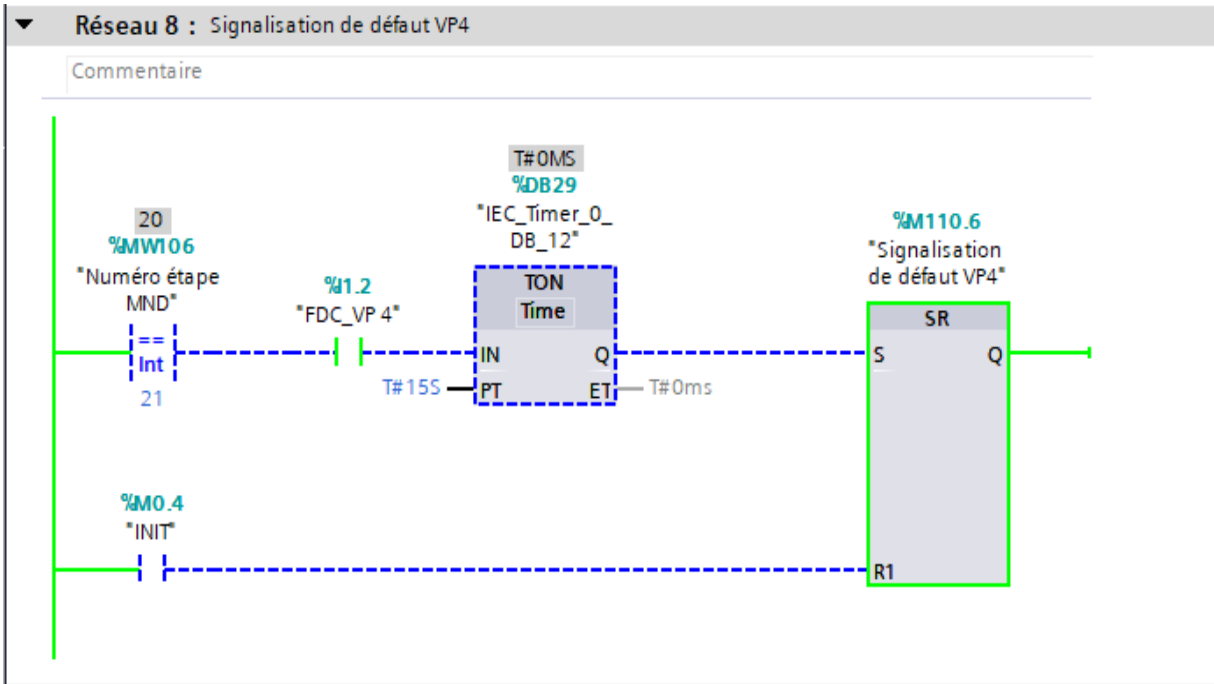 Réseau 8 : Signalisation de défaut VP4
Commentaire
T#0MS
%DB29
"IEC_Timer_0_
DB_12"
20
%MW106
"Numéro étape
MND"
==
Int
21
%I1.2
"FDC_VP 4"
TON
Time
IN
Q
T#15S
PT
ET
T#0ms
%M110.6
"Signalisation
de défaut VP4"
SR
S
Q
%M0.4
"INIT"
R1